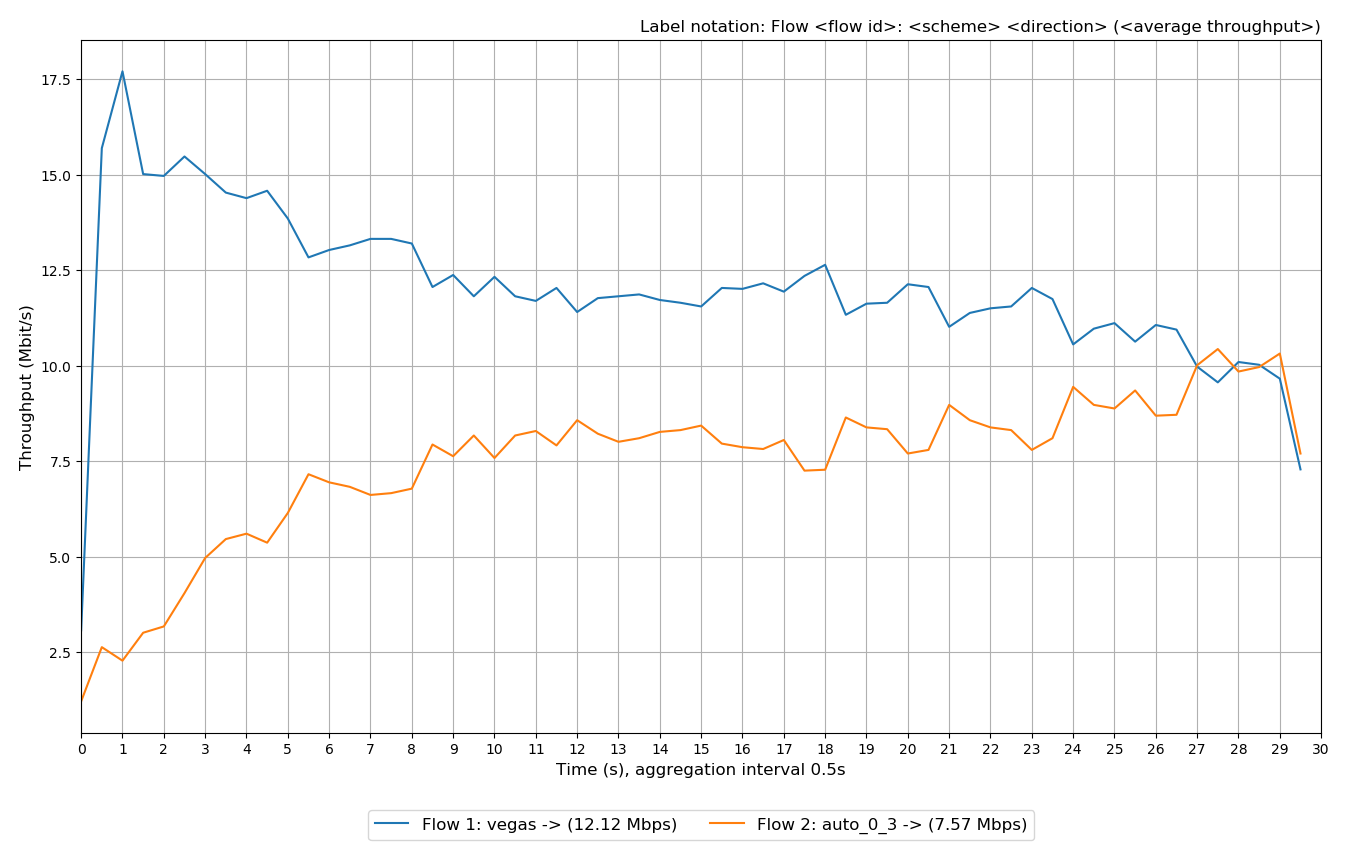 Label notation: Flow <flow id>: <scheme> <direction> (<average throughput>)
17.5
15.0
12.5
10.0
7.5
5.0
2.5
Throughput (Mbit/s)
0 1 2 3 4 5 6 7 8 9 10 11 12 13 14 15 16 17 18 19 20 21 22 23 24 25 26 27 28 29 30
Time (s), aggregation interval 0.5s
Flow 1: vegas -> (12.12 Mbps) Flow 2: auto_0_3 -> (7.57 Mbps)